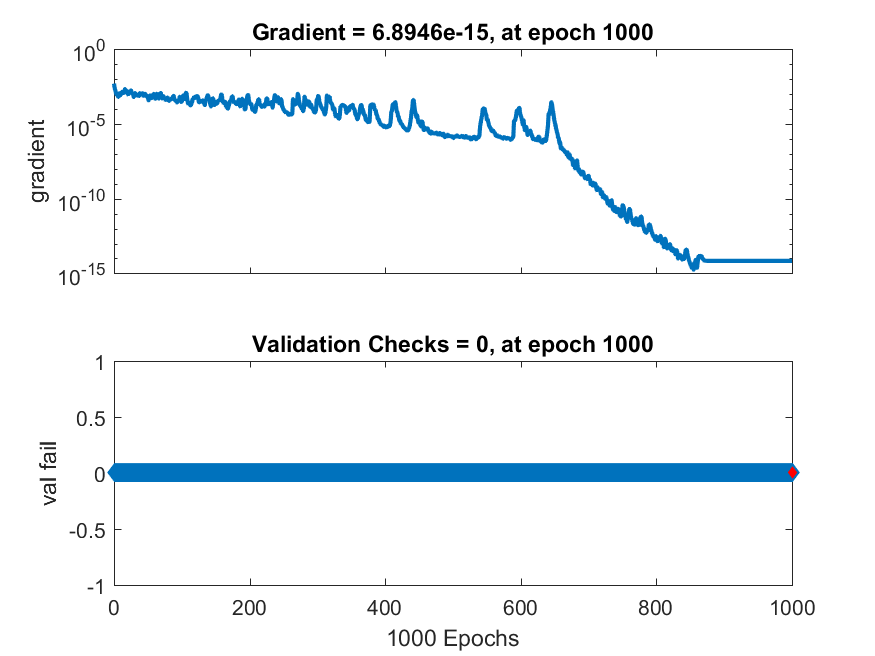 Gradient = 6.8946e-15, at epoch 1000
10^0
10^-5
10^-10
10^-15
gradient
Validation Checks = 0, at epoch 1000
1
0.5
0
-0.5
-1
val fail
0 200 400 600 800 1000
1000 Epochs